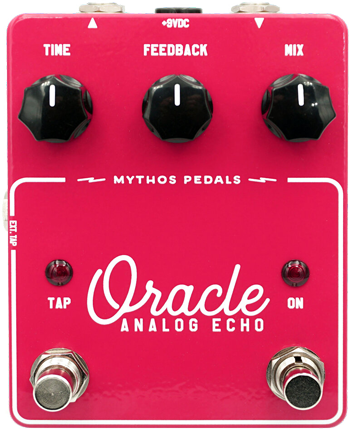 +9VDC
TIME FEEDBACK MIX
MYTHOS PEDALS
EXT. TAP
Oracle
TAP ON
ANALOG ECHO